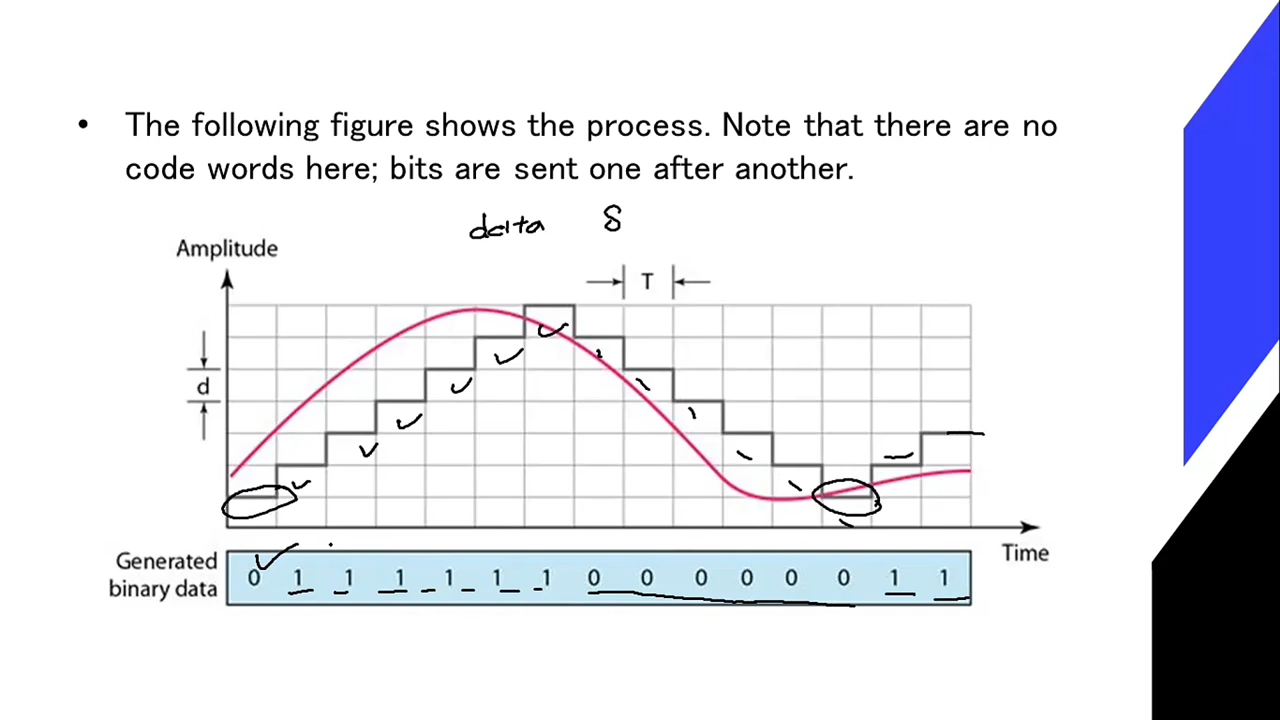 • The following figure shows the process. Note that there are no
code words here; bits are sent one after another.
delta δ
Amplitude
T
d
Time
Generated
binary data
0 1 1 1 1 1 1 0 0 0 0 0 0 1 1